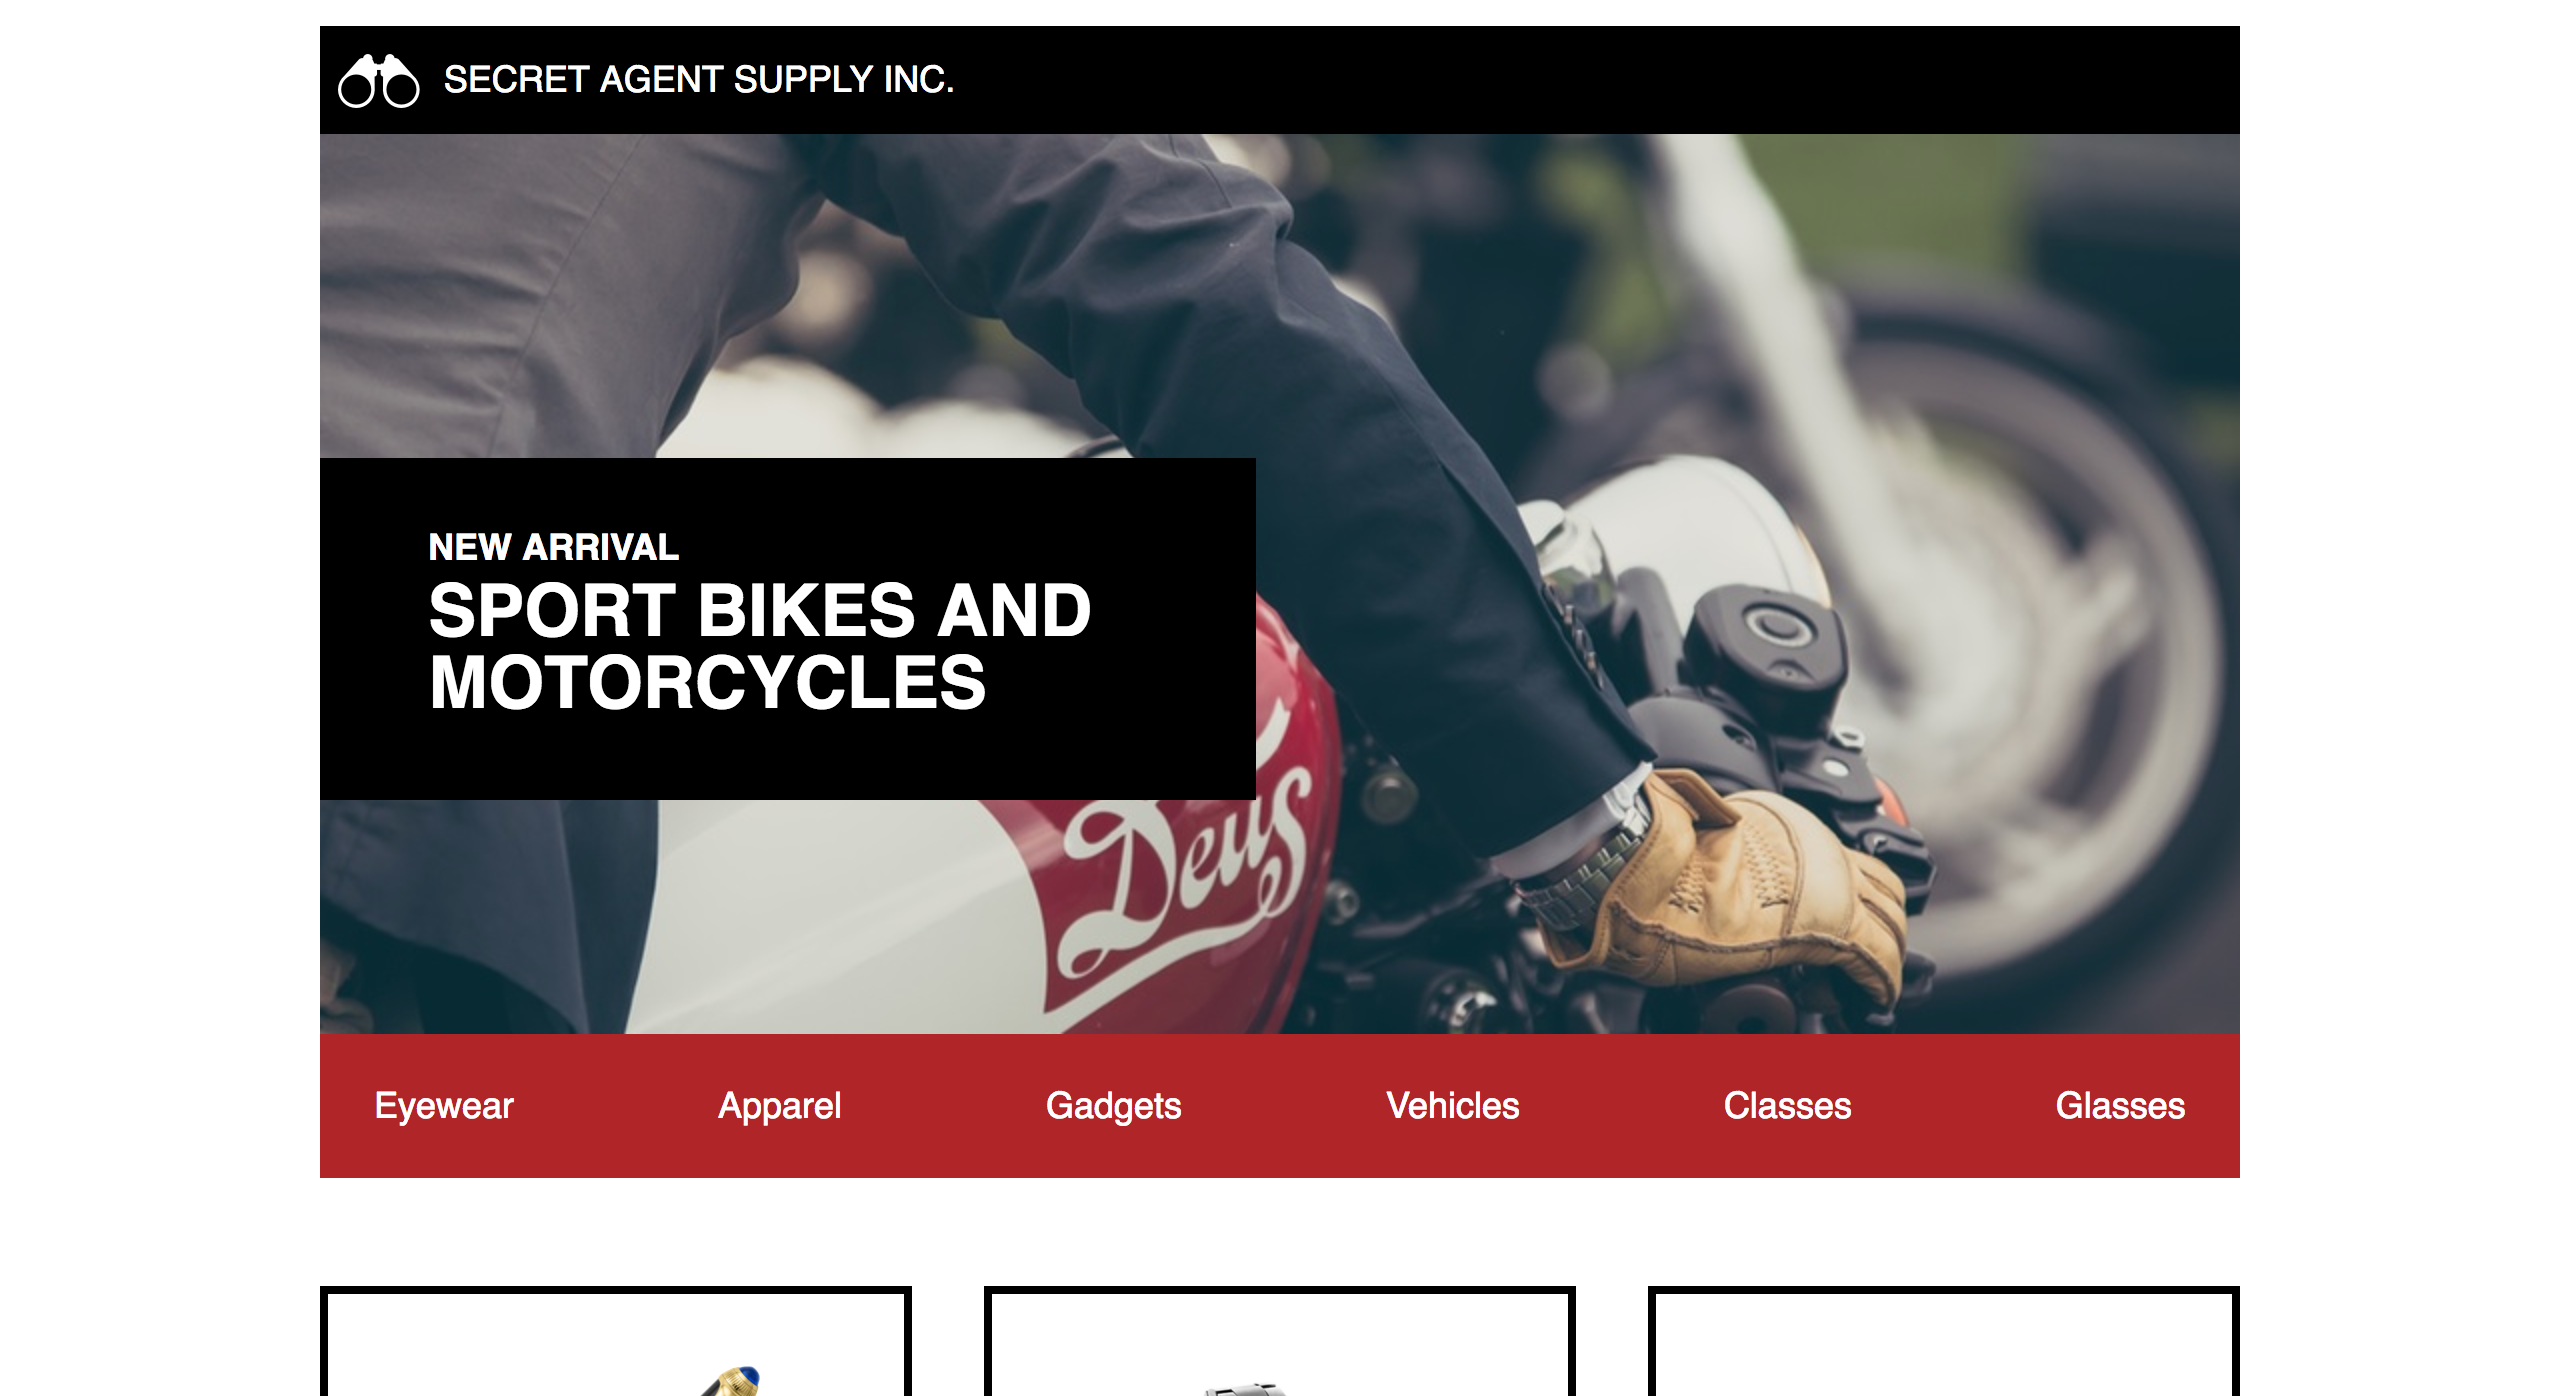 SECRET AGENT SUPPLY INC.
NEW ARRIVAL
SPORT BIKES AND
MOTORCYCLES
Deus
Eyewear Apparel Gadgets Vehicles Classes Glasses